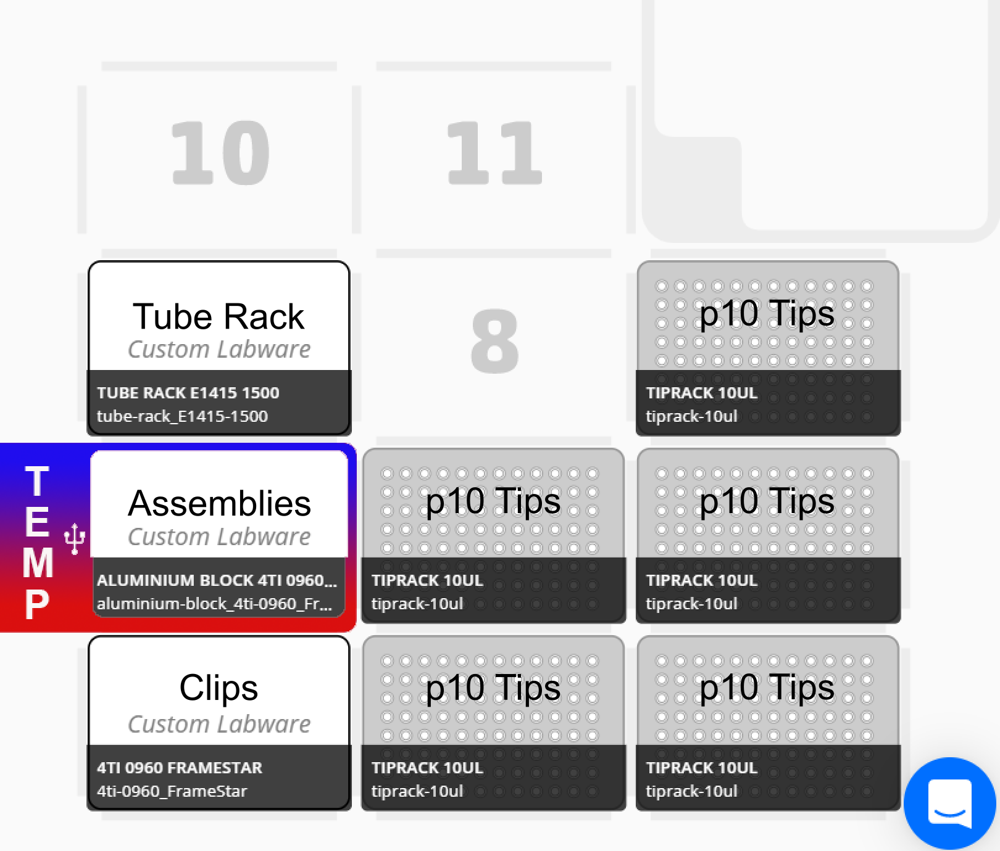 10
11
Tube Rack
Custom Labware
TUBE RACK E1415 1500
tube-rack_E1415-1500
8
p10 Tips
TIPRACK 10UL
tiprack-10ul
TEMP
Assemblies
Custom Labware
ALUMINIUM BLOCK 4TI 0960...
aluminium-block_4ti-0960_Fr...
p10 Tips
TIPRACK 10UL
tiprack-10ul
p10 Tips
TIPRACK 10UL
tiprack-10ul
Clips
Custom Labware
4TI 0960 FRAMESTAR
4ti-0960_FrameStar
p10 Tips
TIPRACK 10UL
tiprack-10ul
p10 Tips
TIPRACK 10UL
tiprack-10ul